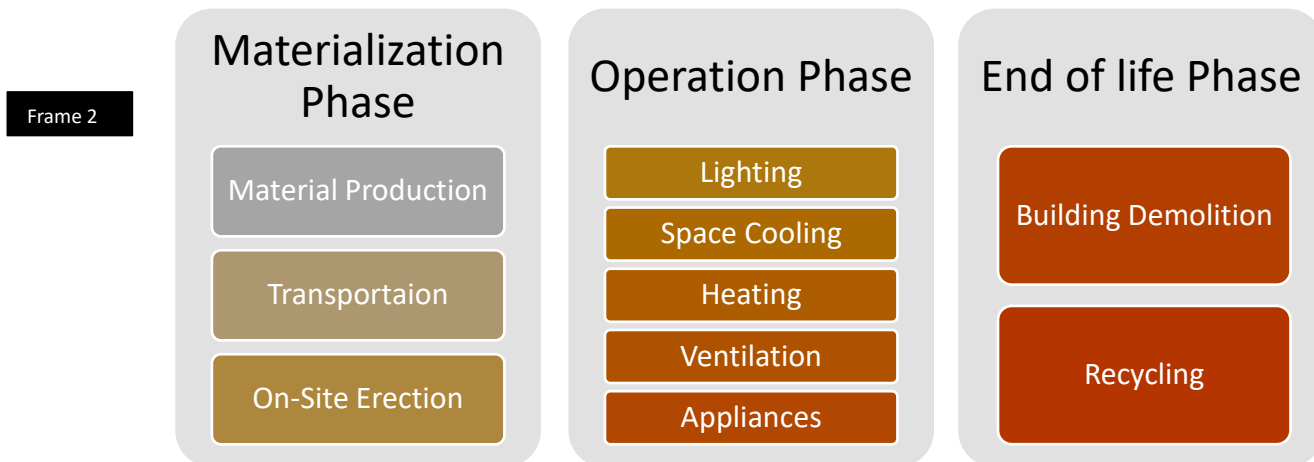 Frame 2
Materialization
Phase
Material Production
Transportaion
On-Site Erection
Operation Phase
Lighting
Space Cooling
Heating
Ventilation
Appliances
End of life Phase
Building Demolition
Recycling